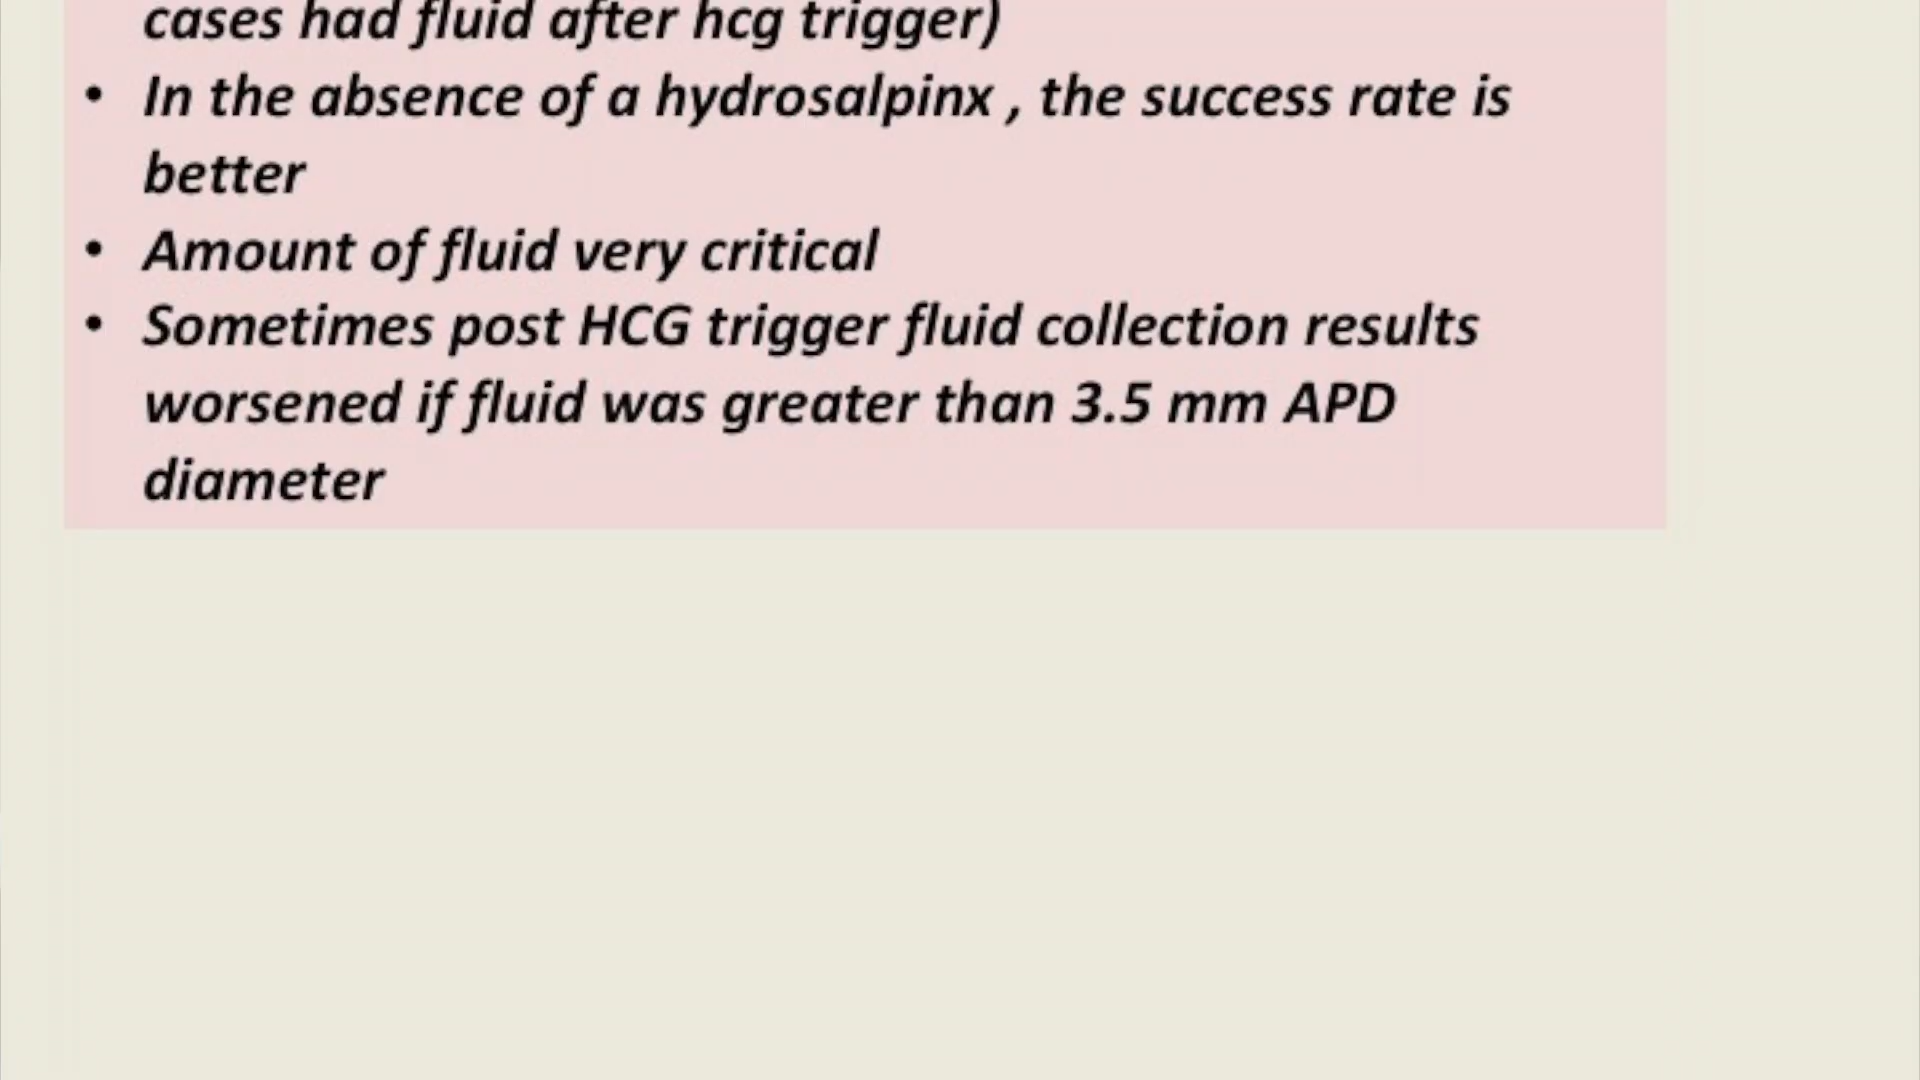 cases had fluid after hcg trigger)
• In the absence of a hydrosalpinx , the success rate is
better
• Amount of fluid very critical
• Sometimes post HCG trigger fluid collection results
worsened if fluid was greater than 3.5 mm APD
diameter